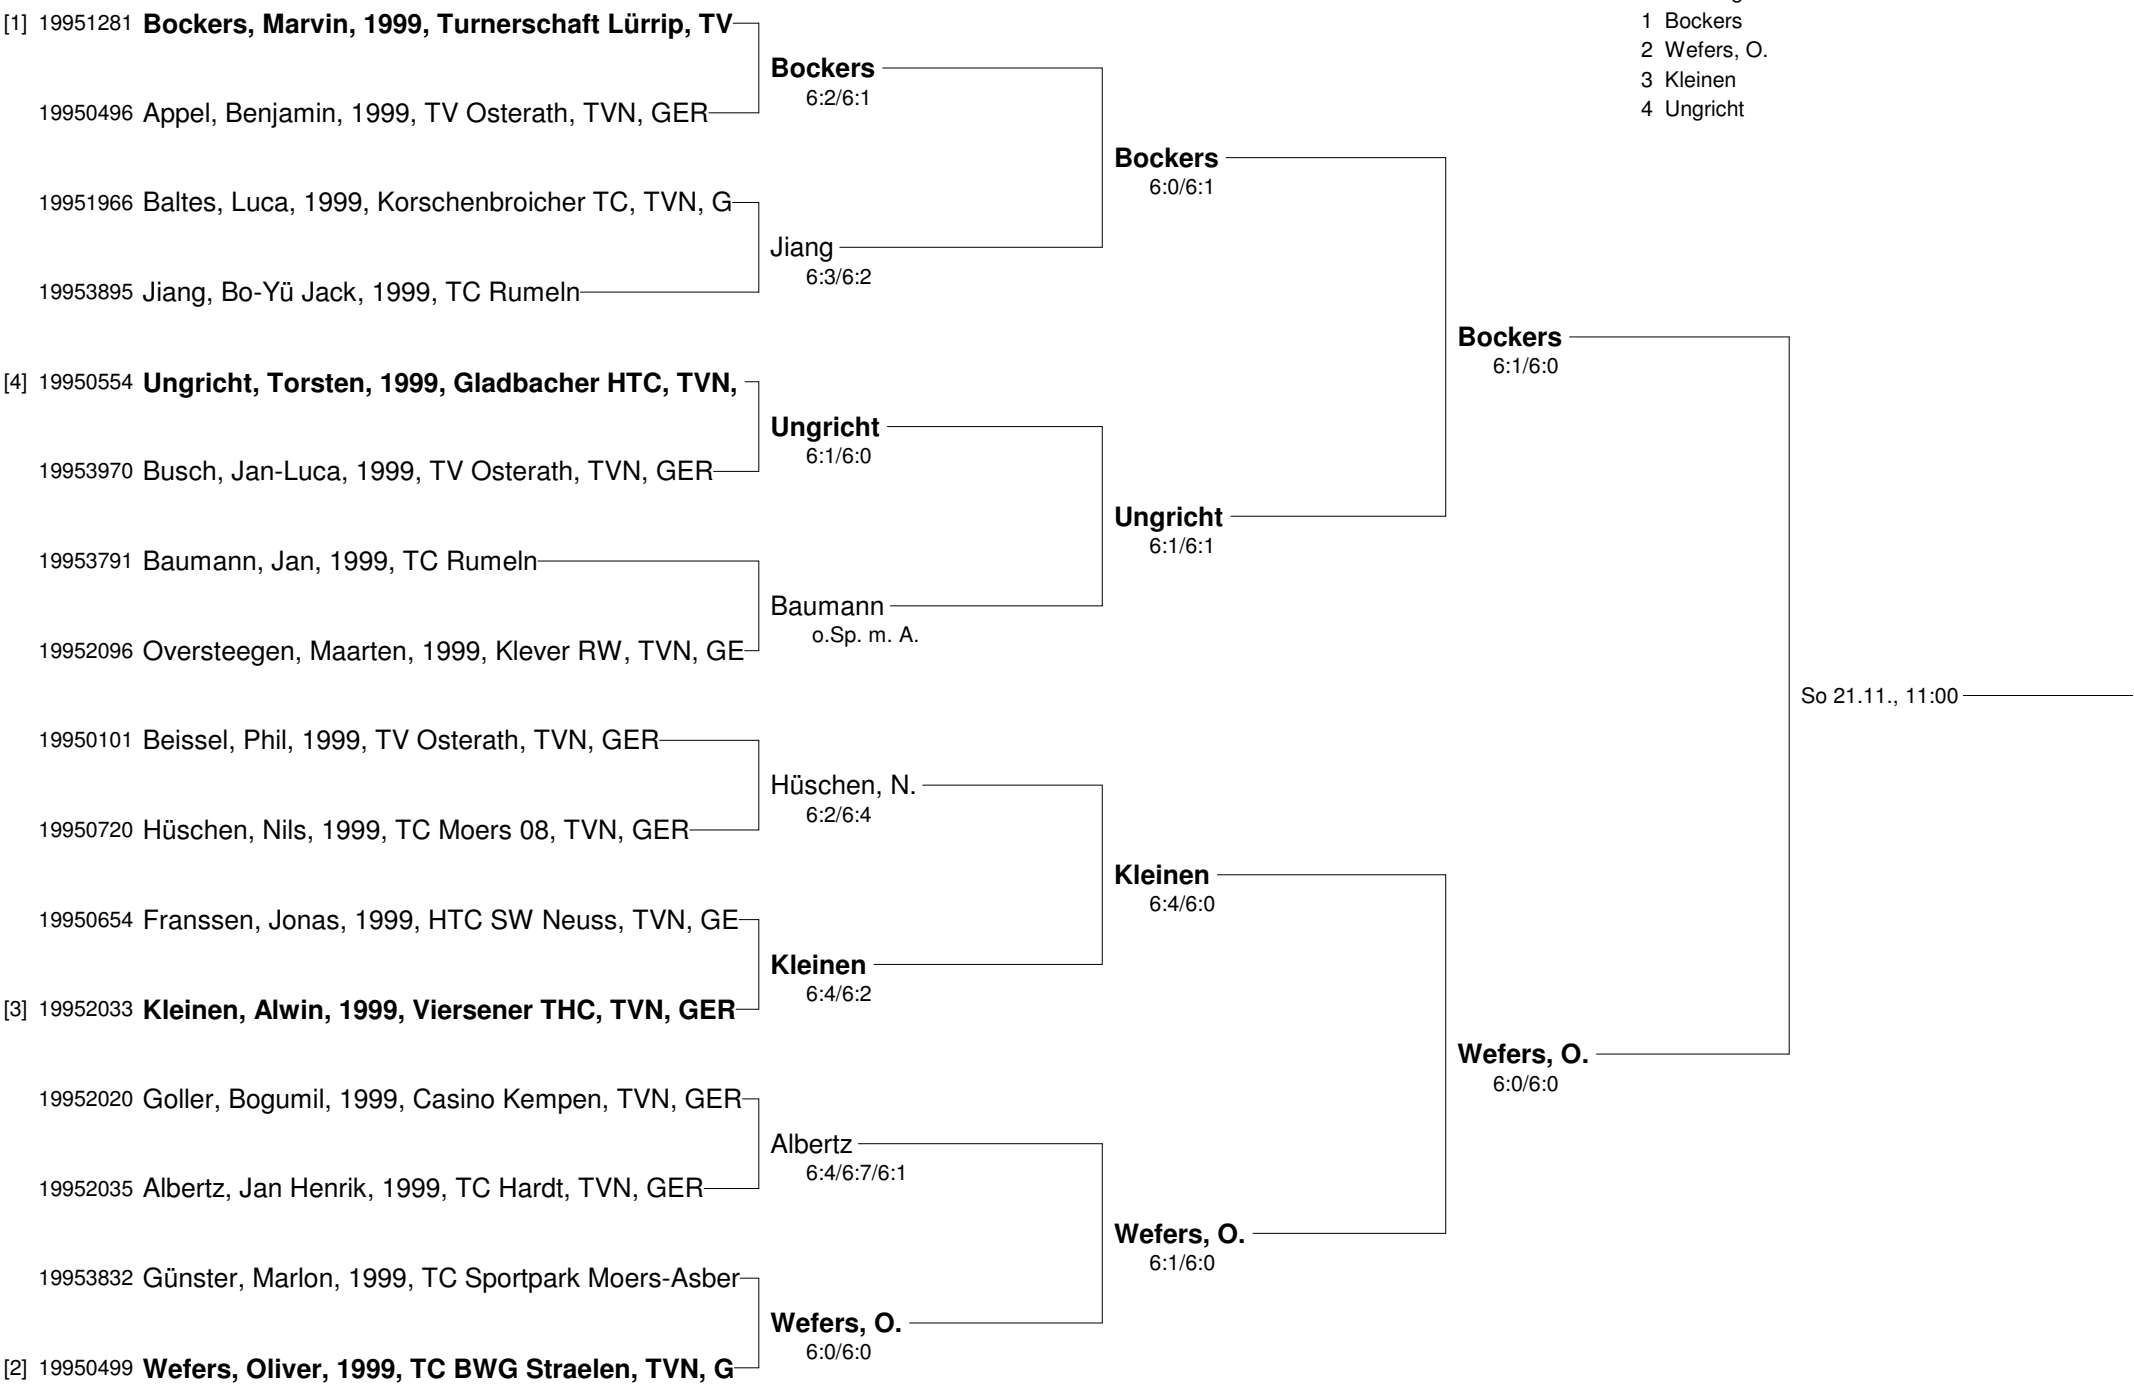 [1] 19951281 Bockers, Marvin, 1999, Turnerschaft Lürrip, TV
19950496 Appel, Benjamin, 1999, TV Osterath, TVN, GER
19951966 Baltes, Luca, 1999, Korschenbroicher TC, TVN, G
19953895 Jiang, Bo-Yü Jack, 1999, TC Rumeln
[4] 19950554 Ungricht, Torsten, 1999, Gladbacher HTC, TVN,
19953970 Busch, Jan-Luca, 1999, TV Osterath, TVN, GER
19953791 Baumann, Jan, 1999, TC Rumeln
19952096 Oversteegen, Maarten, 1999, Klever RW, TVN, GE
19950101 Beissel, Phil, 1999, TV Osterath, TVN, GER
19950720 Hüschen, Nils, 1999, TC Moers 08, TVN, GER
19950654 Franssen, Jonas, 1999, HTC SW Neuss, TVN, GE
[3] 19952033 Kleinen, Alwin, 1999, Viersener THC, TVN, GER
19952020 Goller, Bogumil, 1999, Casino Kempen, TVN, GER
19952035 Albertz, Jan Henrik, 1999, TC Hardt, TVN, GER
19953832 Günster, Marlon, 1999, TC Sportpark Moers-Asber
[2] 19950499 Wefers, Oliver, 1999, TC BWG Straelen, TVN, G
Bockers
6:2/6:1
Jiang
6:3/6:2
Ungricht
6:1/6:0
Baumann
o.Sp. m. A.
Hüschen, N.
6:2/6:4
Kleinen
6:4/6:2
Albertz
6:4/6:7/6:1
Wefers, O.
6:0/6:0
Bockers
6:0/6:1
Ungricht
6:1/6:1
Kleinen
6:4/6:0
Wefers, O.
6:1/6:0
Bockers
6:1/6:0
Wefers, O.
6:0/6:0
So 21.11., 11:00
1 Bockers
2 Wefers, O.
3 Kleinen
4 Ungricht